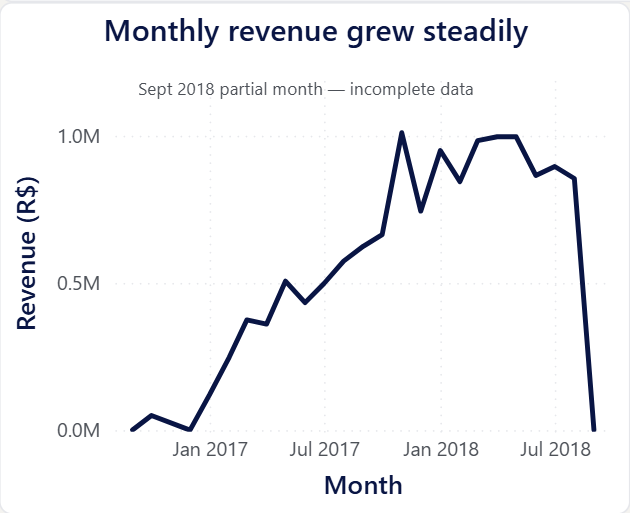 Monthly revenue grew steadily
Sept 2018 partial month — incomplete data
1.0M
0.5M
0.0M
Revenue (R$)
Jan 2017
Jul 2017
Jan 2018
Jul 2018
Month